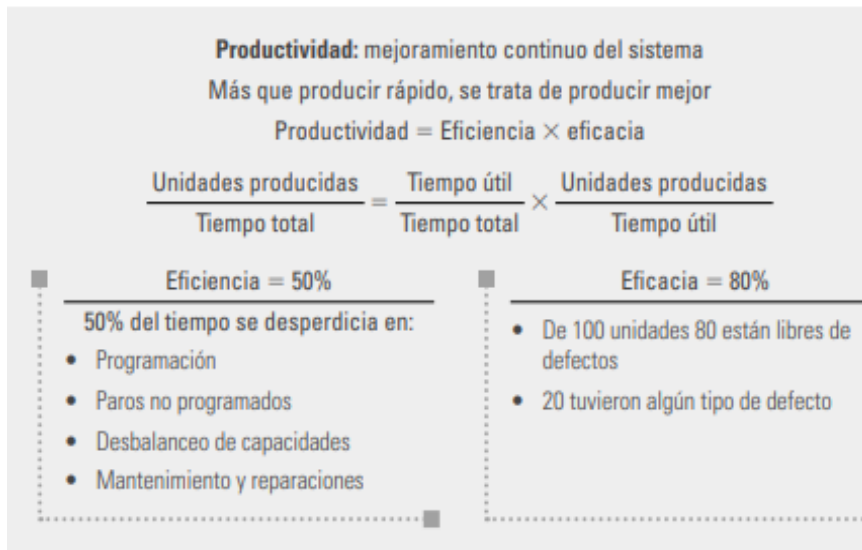 Productividad: mejoramiento continuo del sistema
Más que producir rápido, se trata de producir mejor
Productividad = Eficiencia × eficacia
Unidades producidas / Tiempo total = Tiempo útil / Tiempo total × Unidades producidas / Tiempo útil
Eficiencia = 50%
50% del tiempo se desperdicia en:
• Programación
• Paros no programados
• Desbalanceo de capacidades
• Mantenimiento y reparaciones
Eficacia = 80%
• De 100 unidades 80 están libres de
defectos
• 20 tuvieron algún tipo de defecto